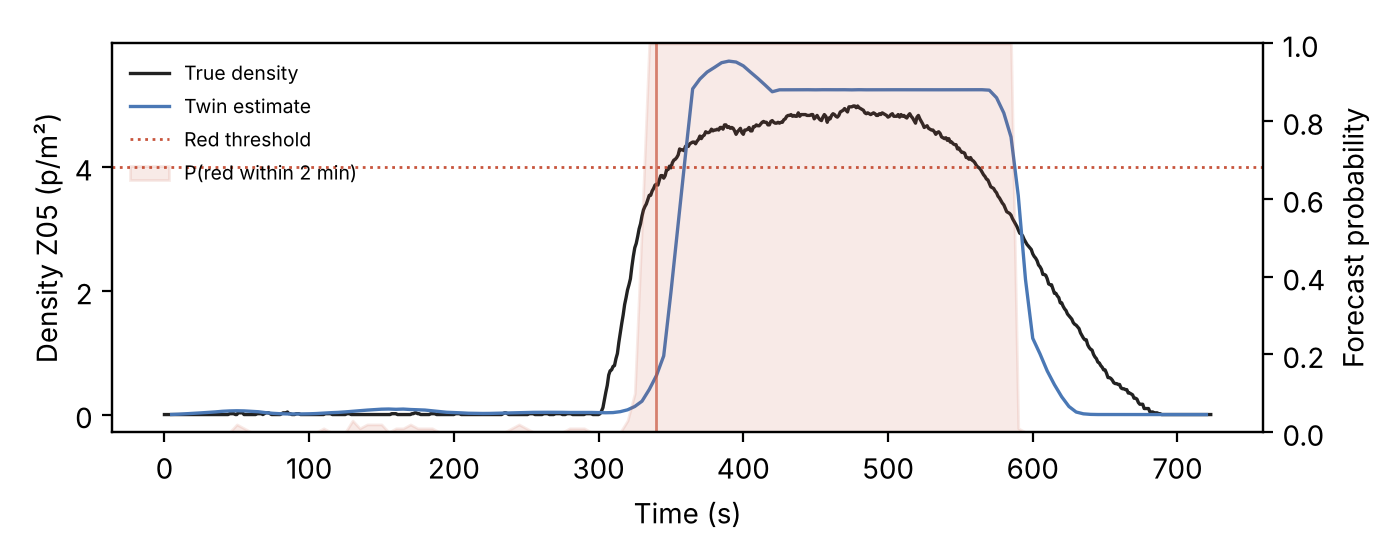 True density
Twin estimate
Red threshold
P(red within 2 min)
Density Z05 (p/m²)
4
2
0
1.0
0.8
0.6
0.4
0.2
0.0
Forecast probability
0 100 200 300 400 500 600 700
Time (s)